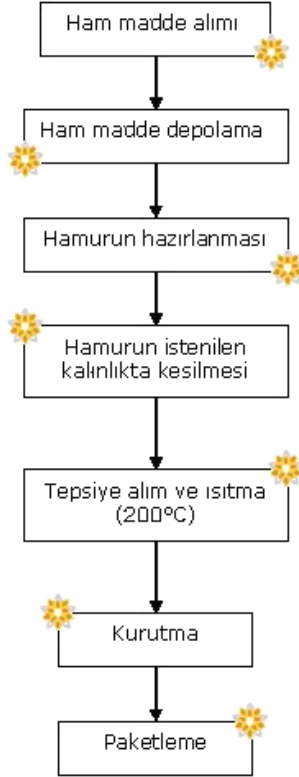 Ham madde alımı
Ham madde depolama
Hamurun hazırlanması
Hamurun istenilen
kalınlıkta kesilmesi
Tepsiye alım ve ısıtma
(200ºC)
Kurutma
Paketleme